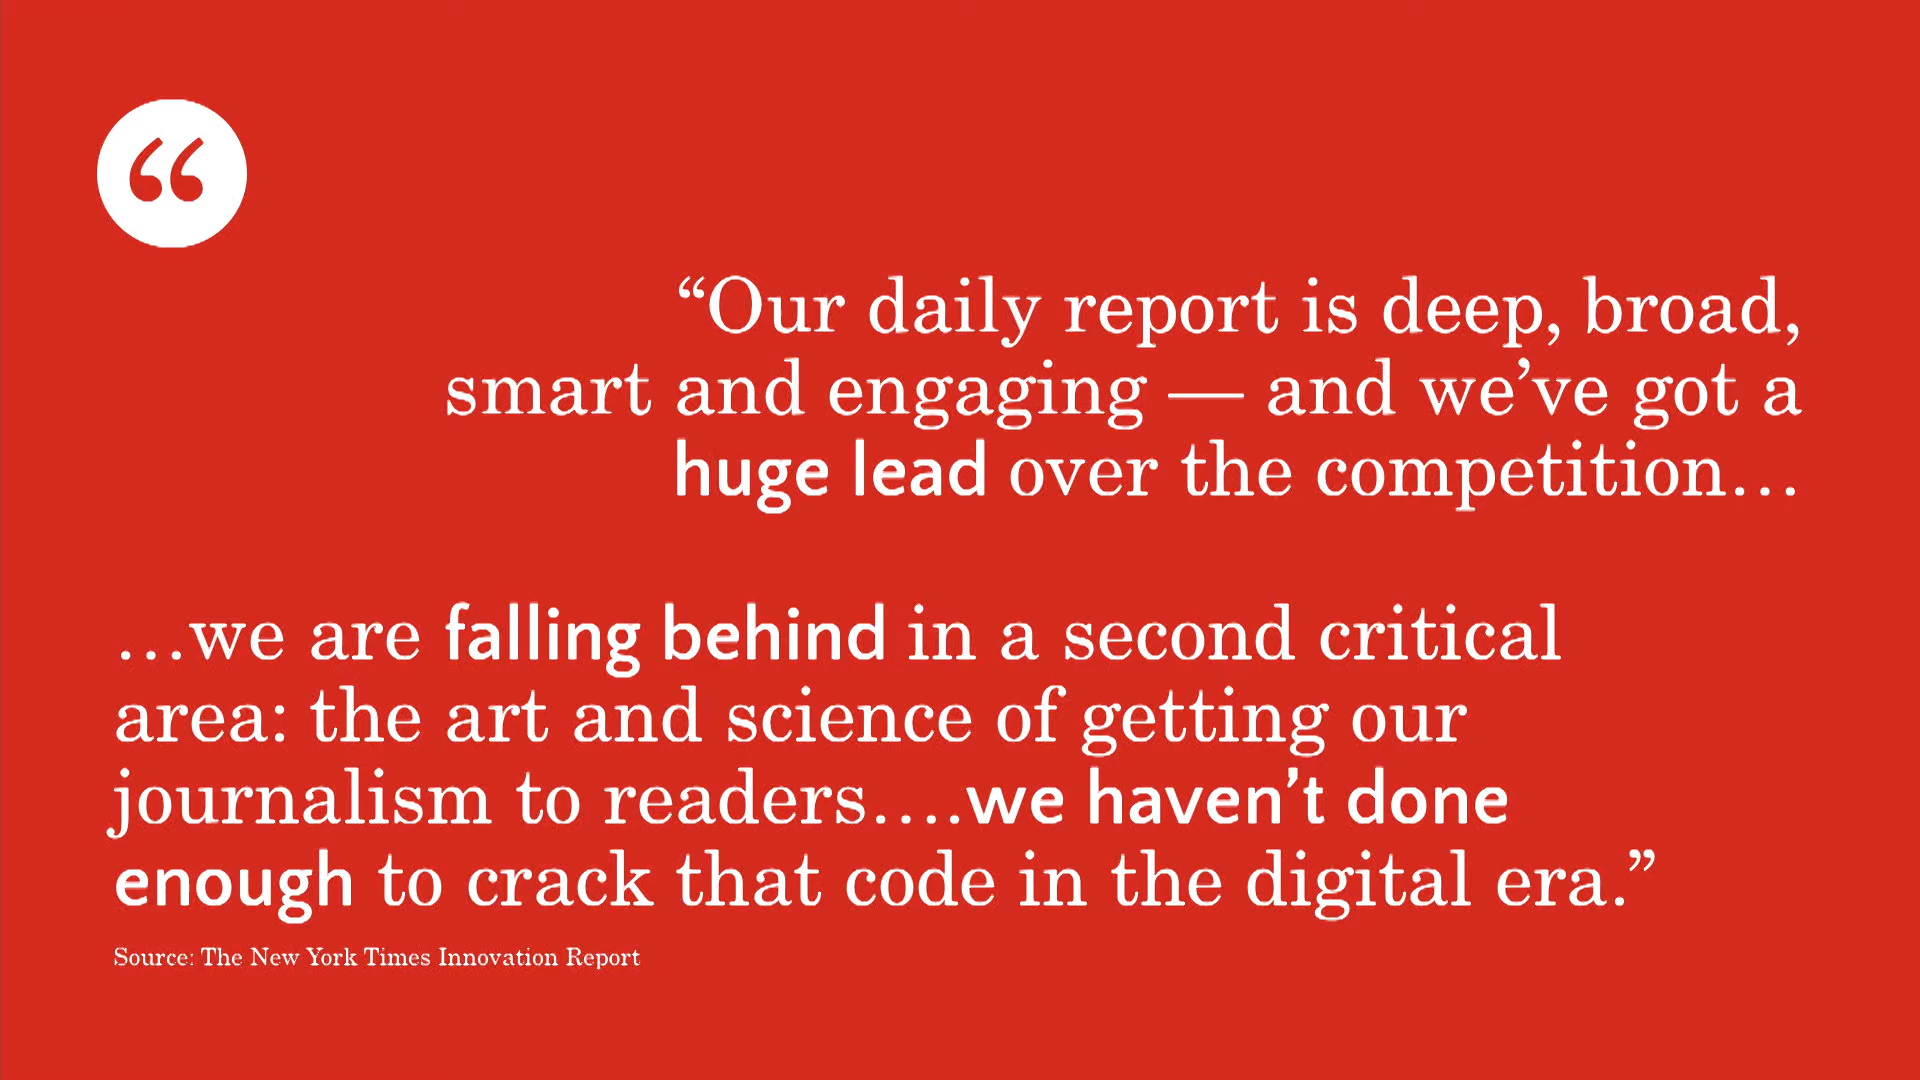 “
“Our daily report is deep, broad,
smart and engaging — and we’ve got a
huge lead over the competition…
…we are falling behind in a second critical
area: the art and science of getting our
journalism to readers….we haven’t done
enough to crack that code in the digital era.”
Source: The New York Times Innovation Report